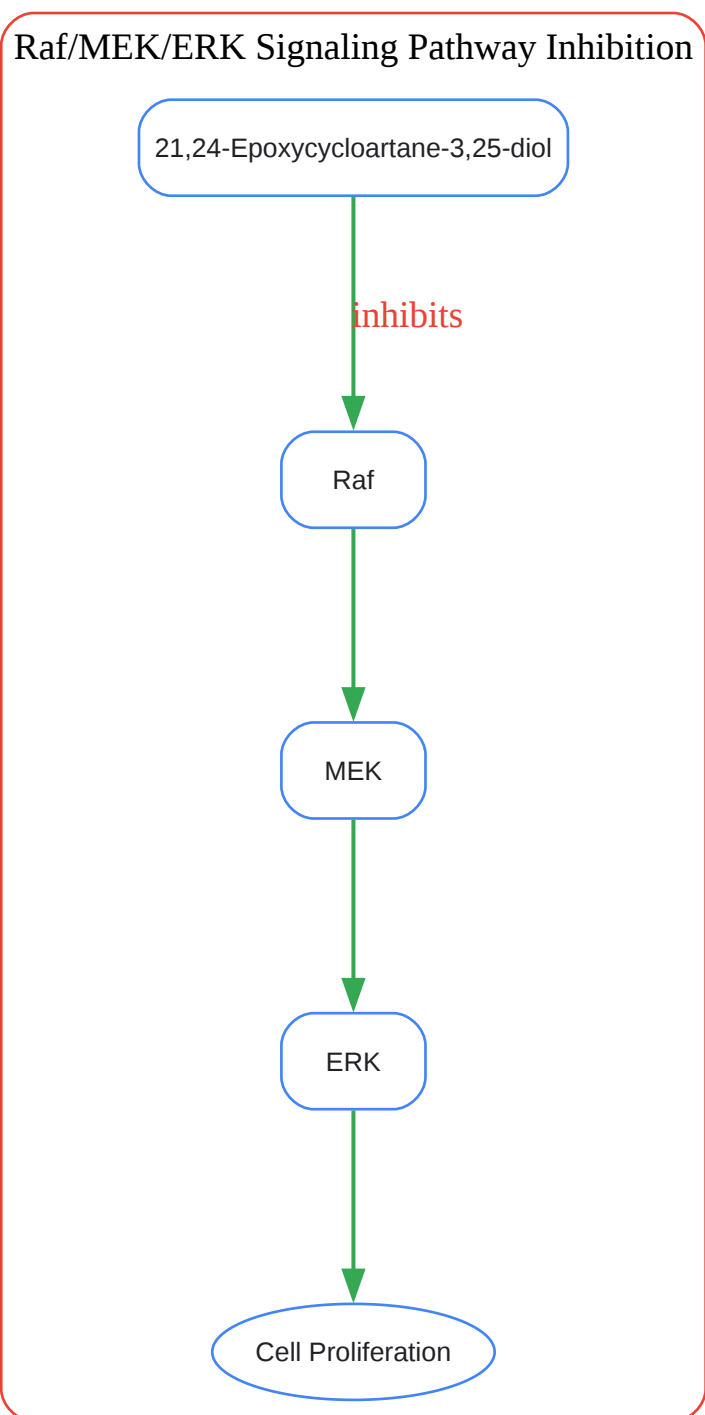 Raf/MEK/ERK Signaling Pathway Inhibition
21,24-Epoxycycloartane-3,25-diol
inhibits
Raf
MEK
ERK
Cell Proliferation